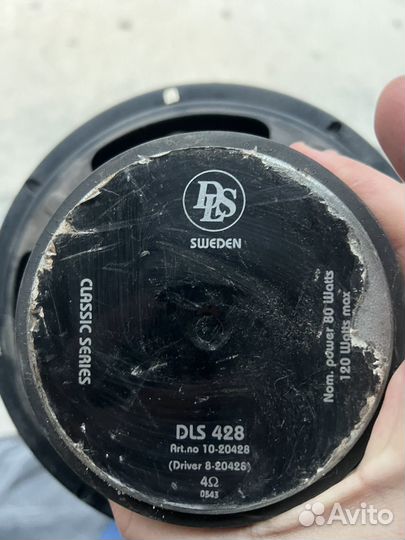 DLS
SWEDEN
CLASSIC SERIES
Nom. power 80 Watts
120 Watts max
DLS 428
Art.no 10-20428
(Driver 8-20428)
4Ω
0543
Avito